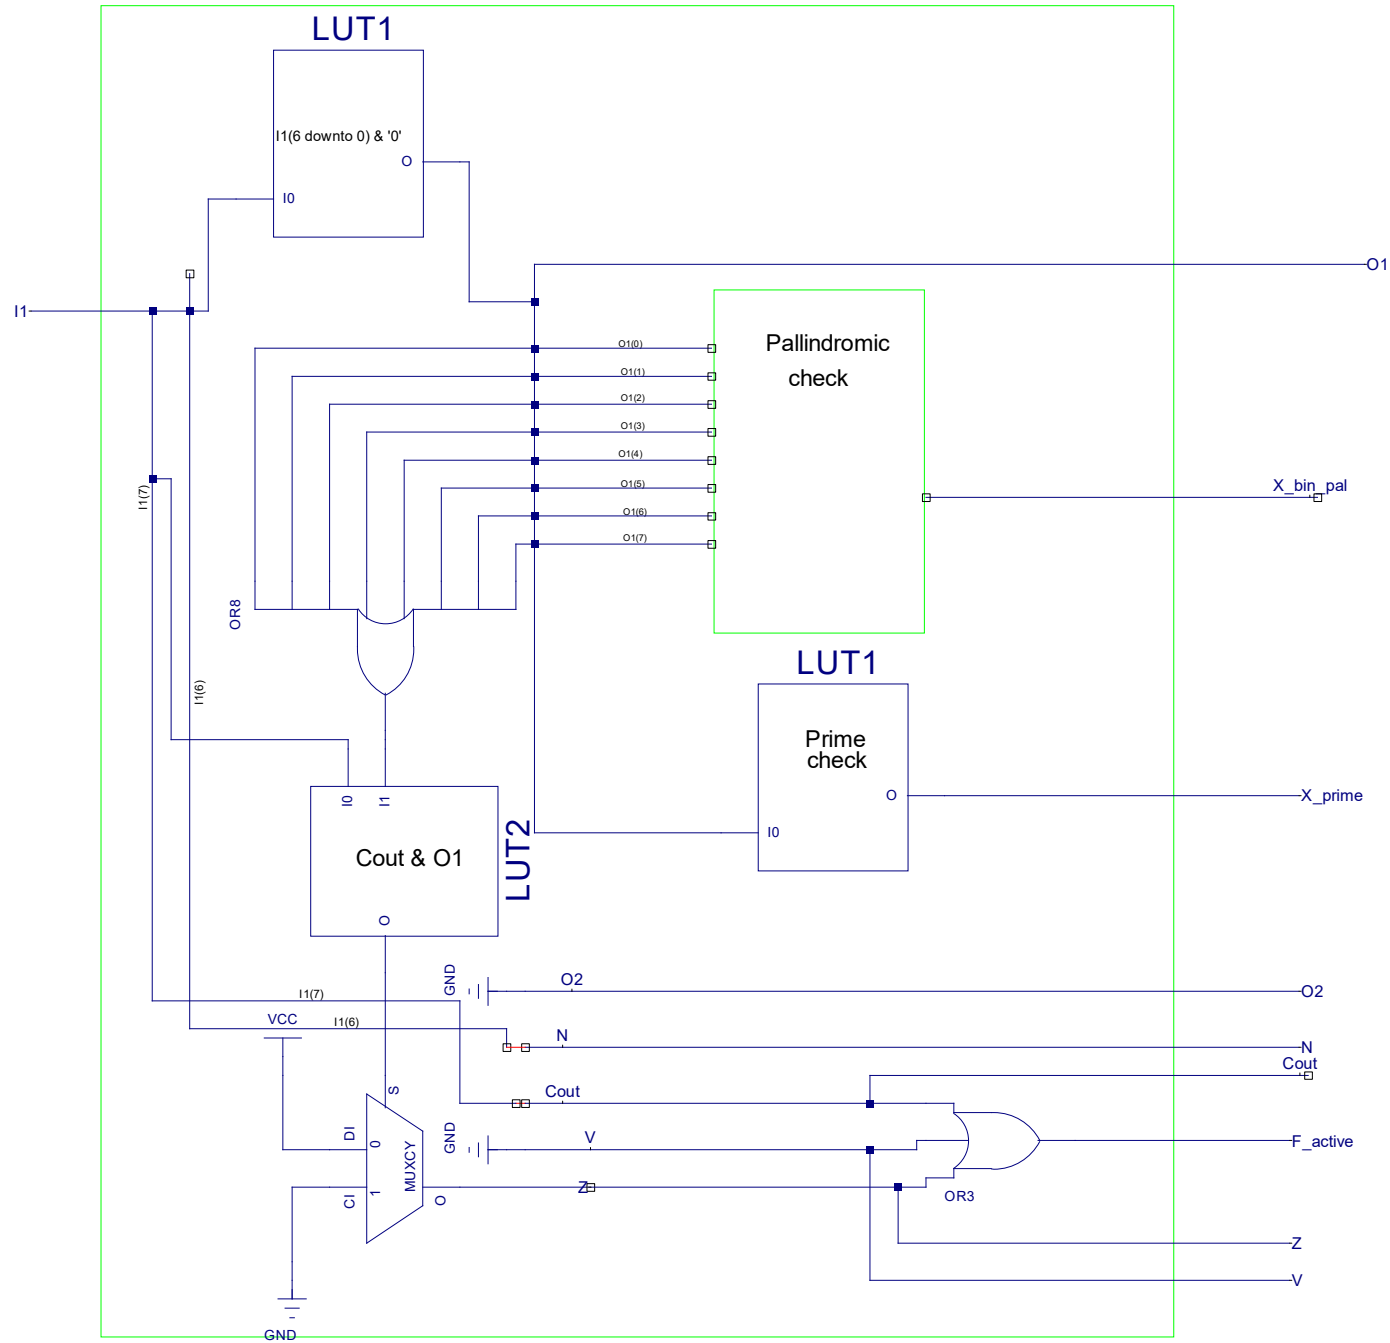 LUT1
I1(6 downto 0) & '0'
O
I0
O1
I1
O1(0)
O1(1)
O1(2)
O1(3)
O1(4)
O1(5)
O1(6)
O1(7)
Pallindromic
check
X_bin_pal
I1(7)
OR8
I1(6)
LUT1
Prime
check
O
I0
X_prime
I0
I1
Cout & O1
O
LUT2
GND
O2
O2
I1(7)
VCC
I1(6)
N
N
Cout
Cout
S
DI
0
MUXCY
CI
1
O
GND
V
Z
OR3
F_active
Z
V
GND